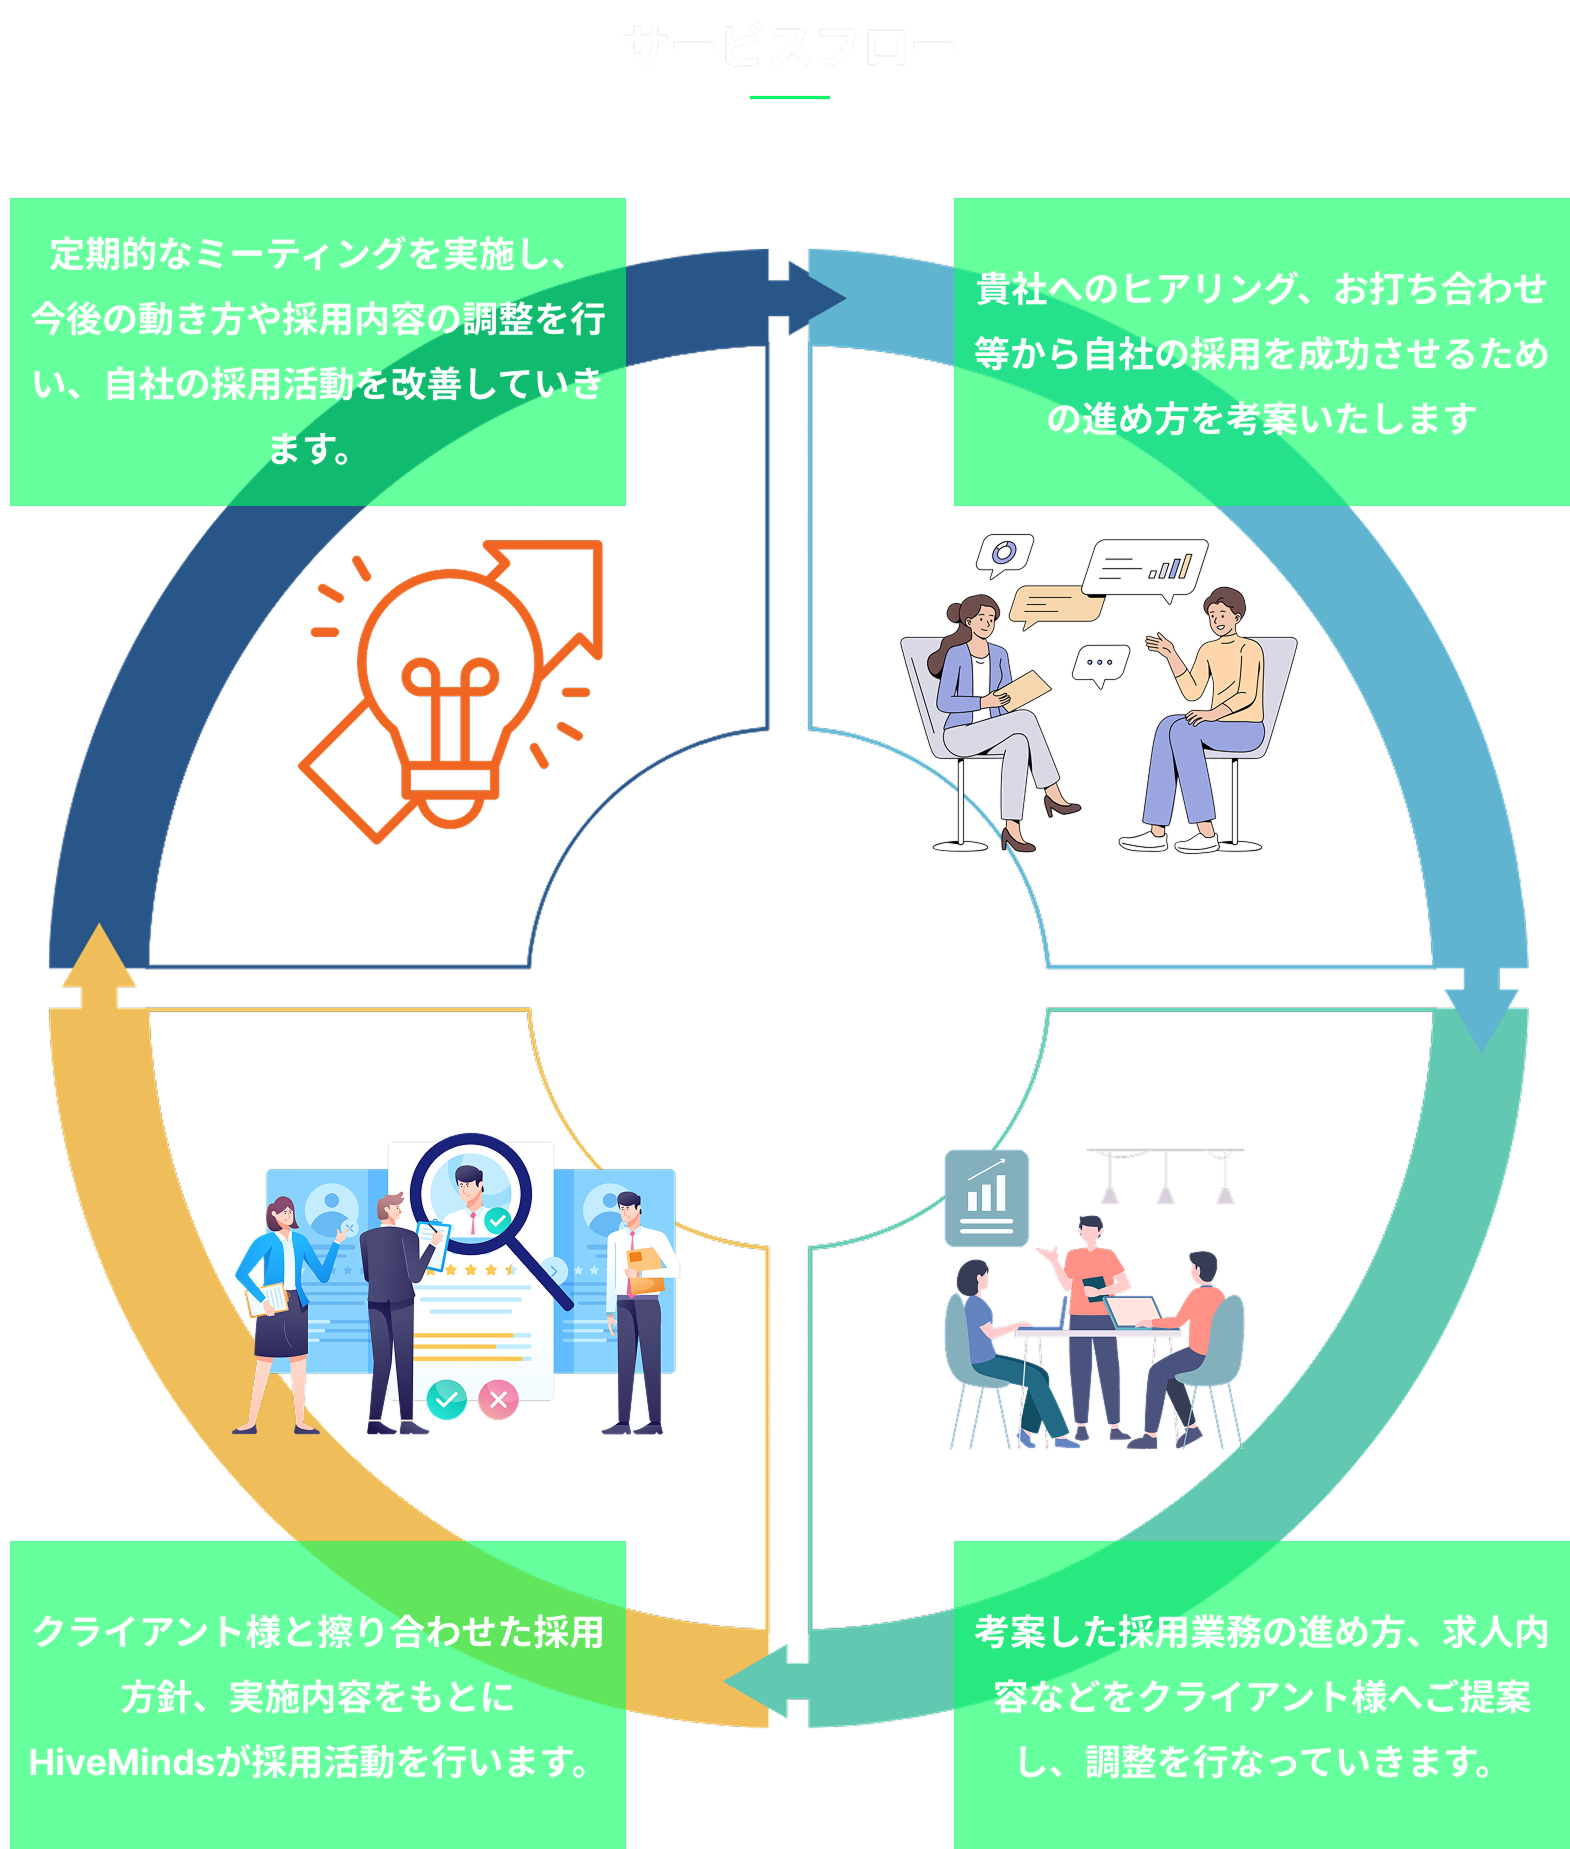 サービスフロー
定期的なミーティングを実施し、
今後の動き方や採用内容の調整を行
い、自社の採用活動を改善していき
ます。
貴社へのヒアリング、お打ち合わせ
等から自社の採用を成功させるため
の進め方を考案いたします
クライアント様と擦り合わせた採用
方針、実施内容をもとに
HiveMindsが採用活動を行います。
考案した採用業務の進め方、求人内
容などをクライアント様へご提案
し、調整を行なっていきます。